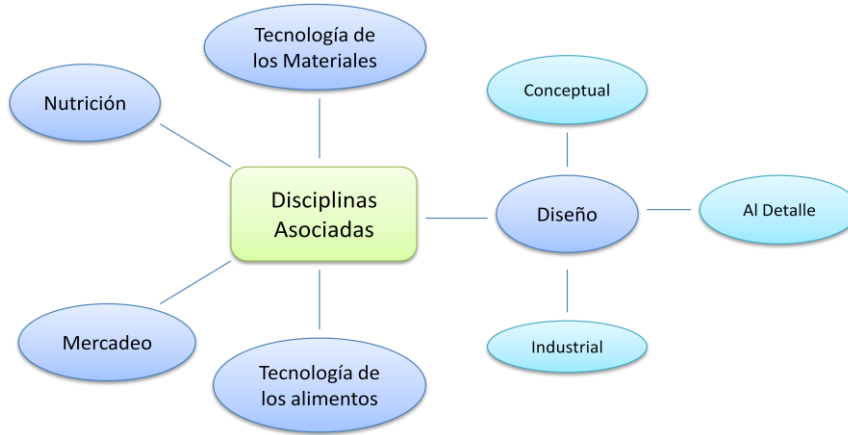 Tecnología de
los Materiales
Nutrición
Conceptual
Disciplinas
Asociadas
Diseño
Al Detalle
Mercadeo
Industrial
Tecnología de
los alimentos